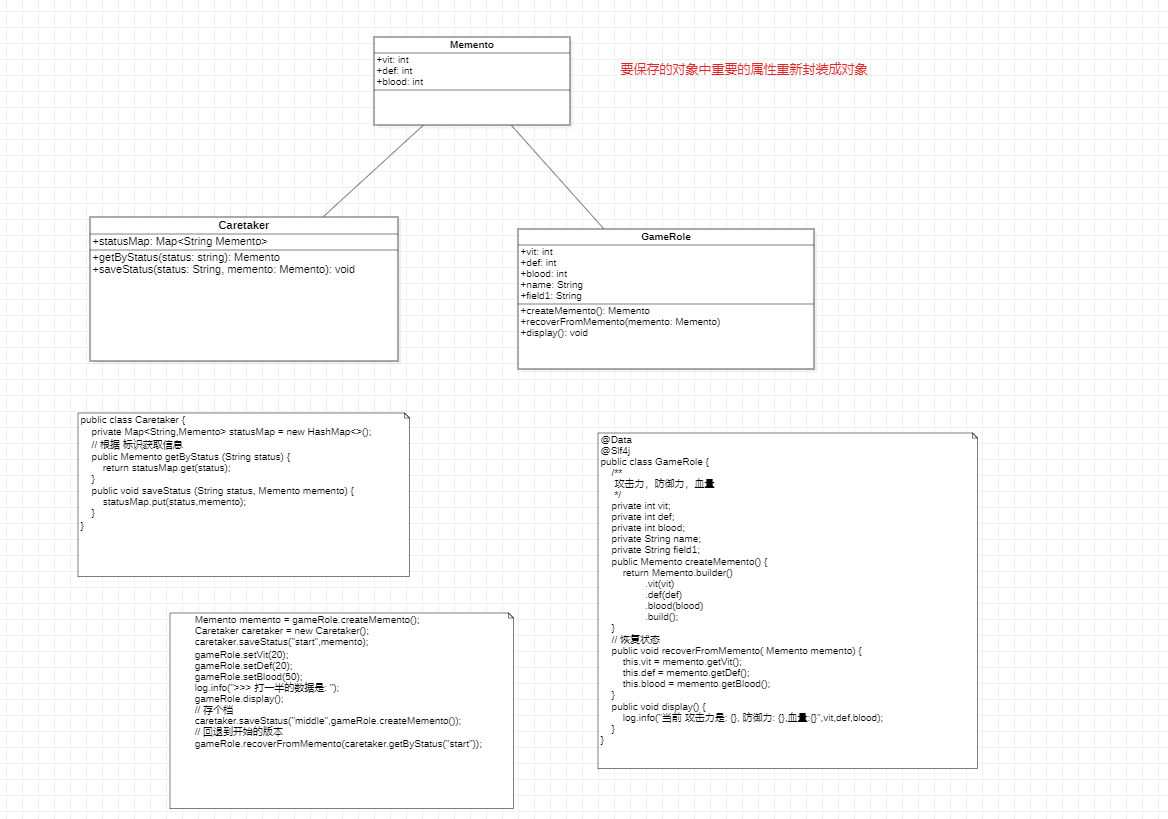 Memento
+vit: int
+def: int
+blood: int
要保存的对象中重要的属性重新封装成对象
Caretaker
+statusMap: Map<String Memento>
+getByStatus(status: string): Memento
+saveStatus(status: String, memento: Memento): void
GameRole
+vit: int
+def: int
+blood: int
+name: String
+field1: String
+createMemento(): Memento
+recoverFromMemento(memento: Memento)
+display(): void
public class Caretaker {
private Map<String,Memento> statusMap = new HashMap<>();
// 根据 标识获取信息
public Memento getByStatus (String status) {
return statusMap.get(status);
}
public void saveStatus (String status, Memento memento) {
statusMap.put(status,memento);
}
}
@Data
@Slf4j
public class GameRole {
/**
攻击力，防御力，血量
*/
private int vit;
private int def;
private int blood;
private String name;
private String field1;
public Memento createMemento() {
return Memento.builder()
.vit(vit)
.def(def)
.blood(blood)
.build();
}
// 恢复状态
public void recoverFromMemento( Memento memento) {
this.vit = memento.getVit();
this.def = memento.getDef();
this.blood = memento.getBlood();
}
public void display() {
log.info("当前 攻击力是: {}, 防御力: {},血量:{}",vit,def,blood);
}
}
Memento memento = gameRole.createMemento();
Caretaker caretaker = new Caretaker();
caretaker.saveStatus("start",memento);
gameRole.setVit(20);
gameRole.setDef(20);
gameRole.setBlood(50);
log.info(">>> 打一半的数据是: ");
gameRole.display();
// 存个档
caretaker.saveStatus("middle",gameRole.createMemento());
// 回退到开始的版本
gameRole.recoverFromMemento(caretaker.getByStatus("start"));